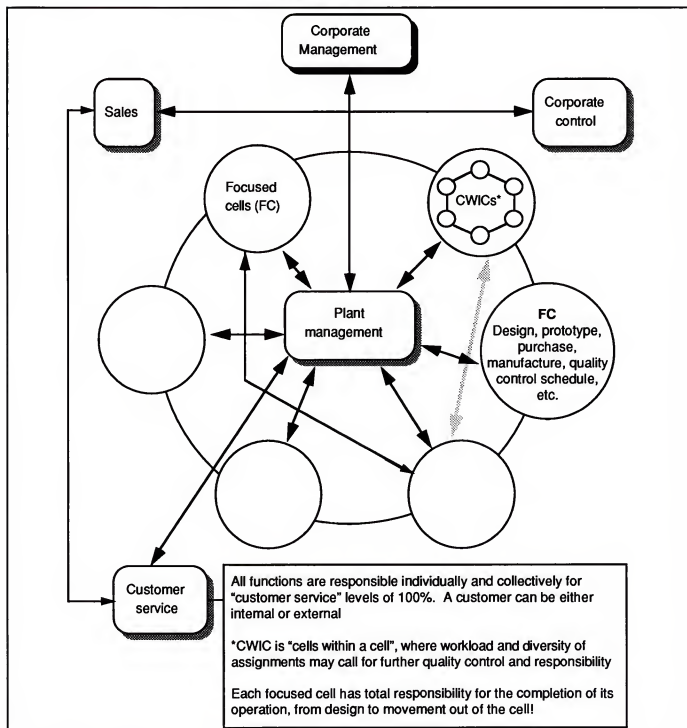 Corporate
Management
Sales
Corporate
control
Focused
cells (FC)
CWICs*
Plant
management
FC
Design, prototype,
purchase,
manufacture, quality
control schedule,
etc.
Customer
service
All functions are responsible individually and collectively for
“customer service” levels of 100%. A customer can be either
internal or external
*CWIC is “cells within a cell”, where workload and diversity of
assignments may call for further quality control and responsibility
Each focused cell has total responsibility for the completion of its
operation, from design to movement out of the cell!